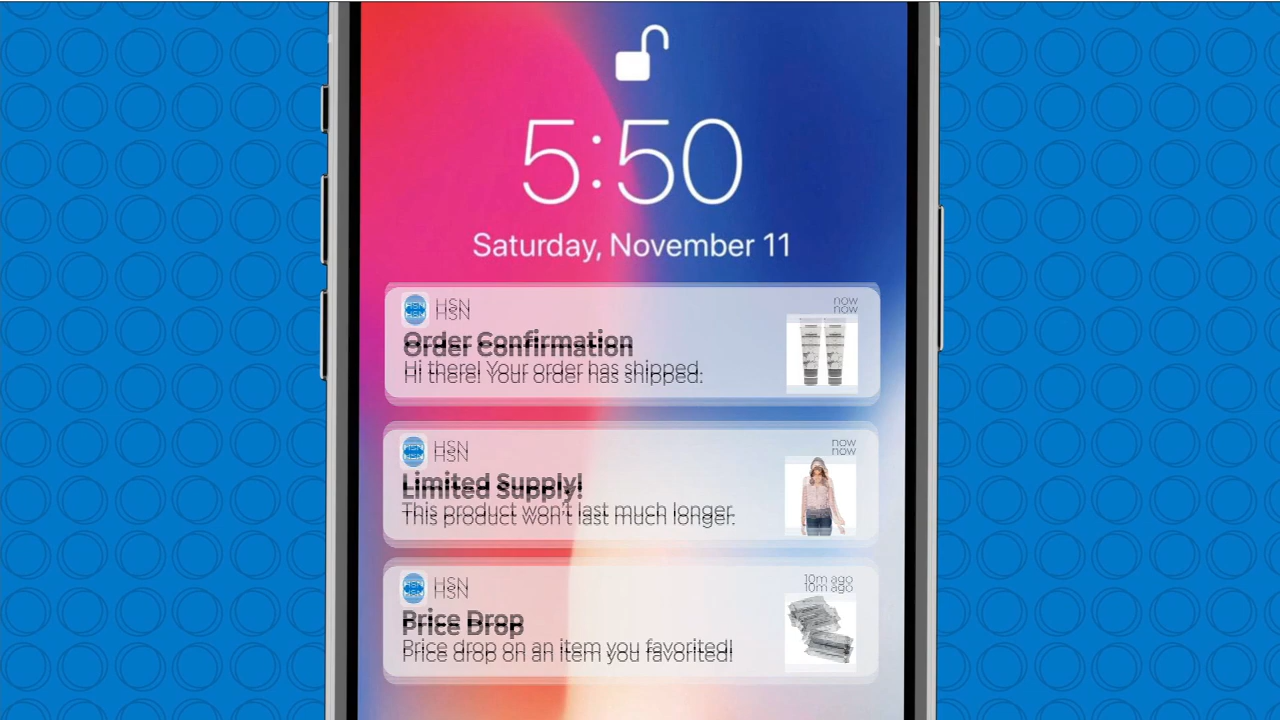 5:50
Saturday, November 11
HSN
now
Order Confirmation
Hi there! Your order has shipped.
HSN
now
Limited Supply!
This product won't last much longer.
HSN
10m ago
Price Drop
Price drop on an item you favorited!